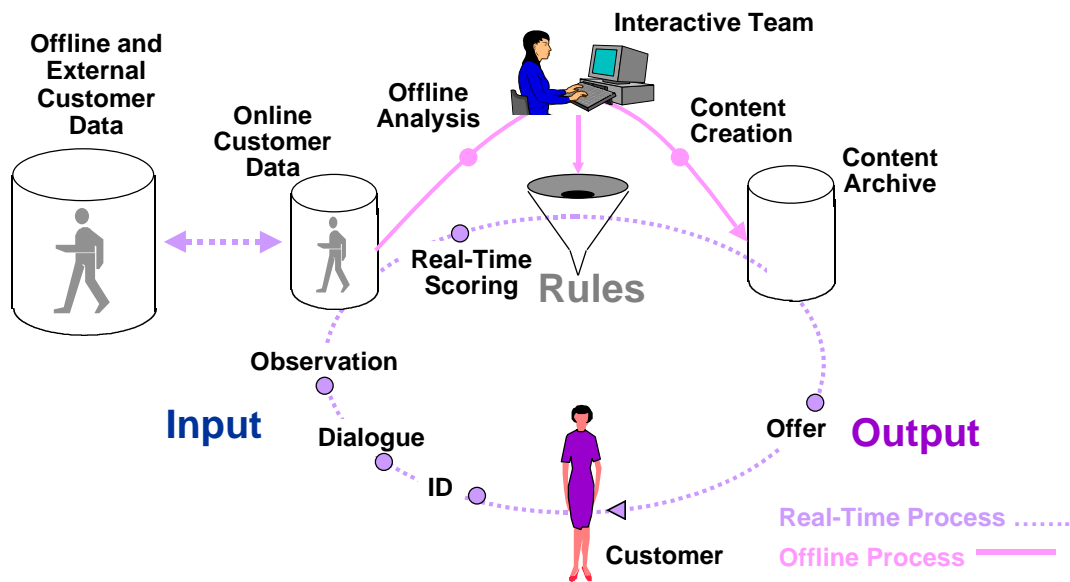 Interactive Team
Offline and
External
Customer
Data
Online
Customer
Data
Offline
Analysis
Content
Creation
Content
Archive
Real-Time
Scoring
Rules
Observation
Input
Dialogue
ID
Offer
Output
Customer
Real-Time Process .......
Offline Process